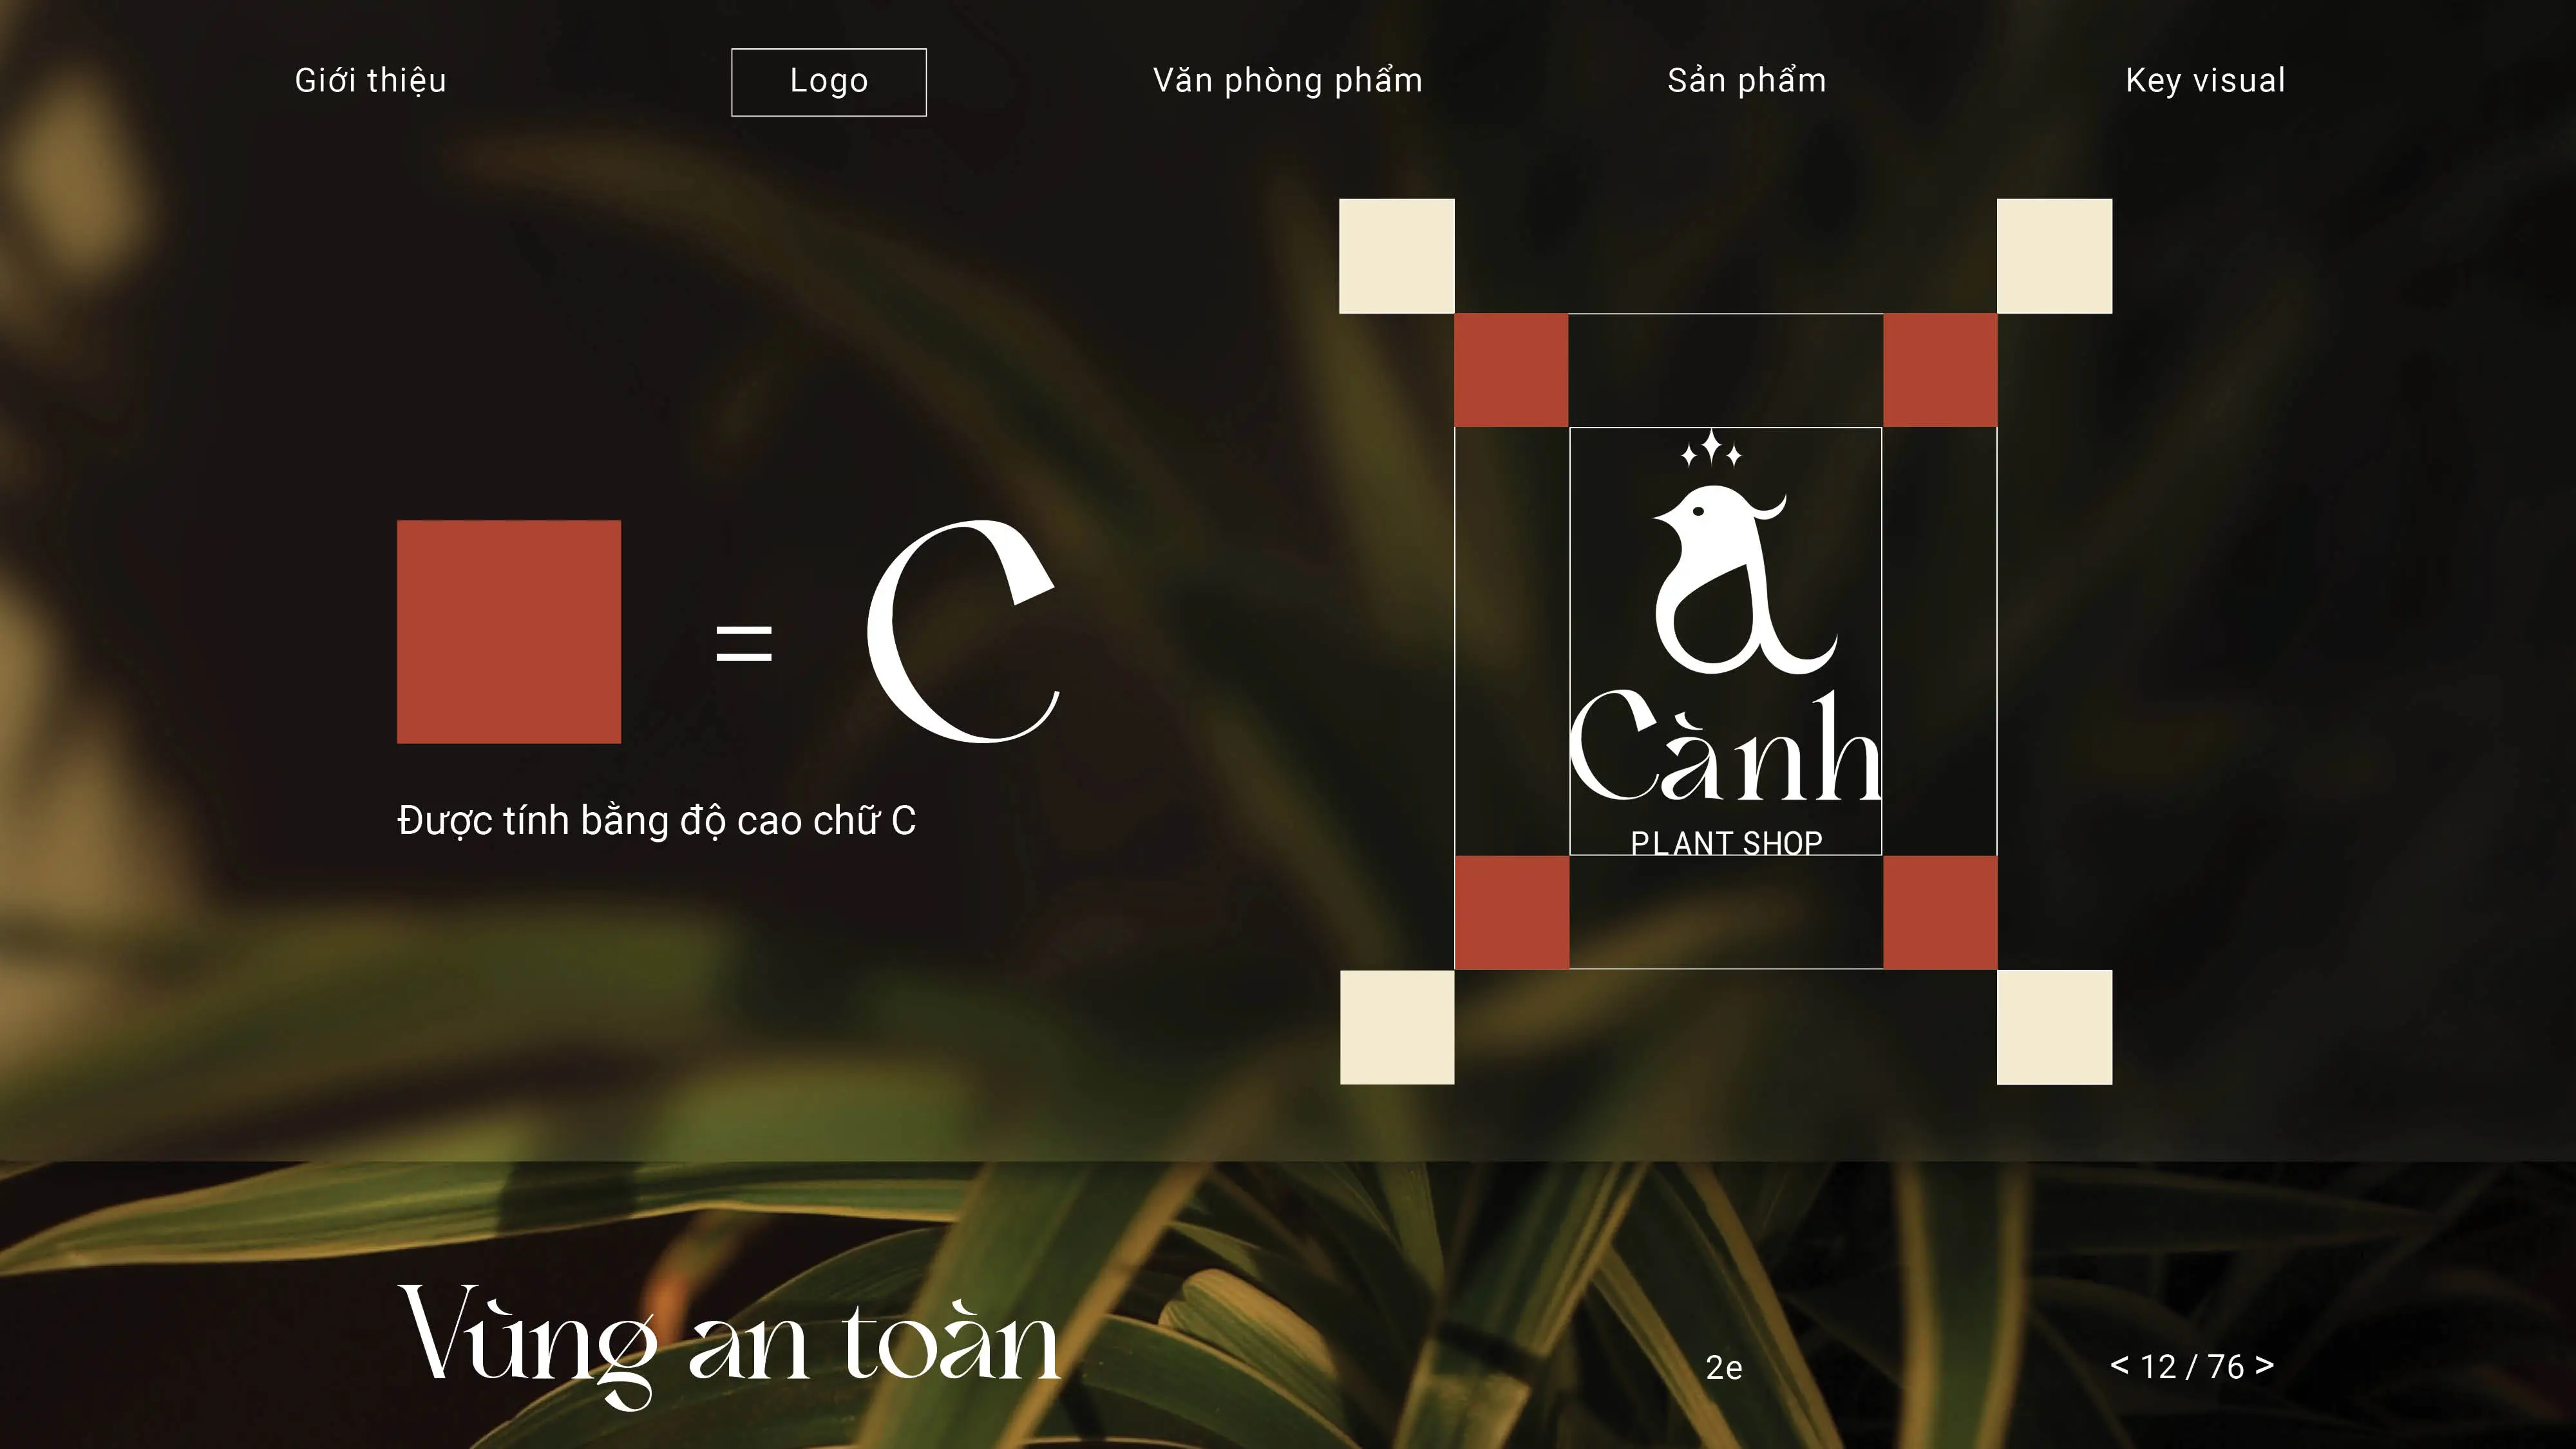 Giới thiệu
Logo
Văn phòng phẩm
Sản phẩm
Key visual
= C
Được tính bằng độ cao chữ C
Cành
PLANT SHOP
Vùng an toàn
2e
< 12 / 76 >